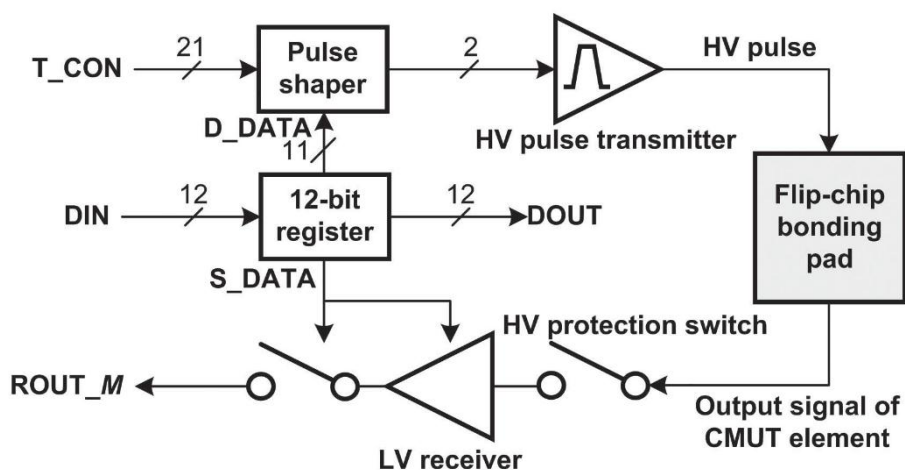 T_CON
21
Pulse
shaper
2
HV pulse
HV pulse transmitter
D_DATA
11
DIN
12
12-bit
register
12
DOUT
Flip-chip
bonding
pad
S_DATA
HV protection switch
ROUT_M
LV receiver
Output signal of
CMUT element